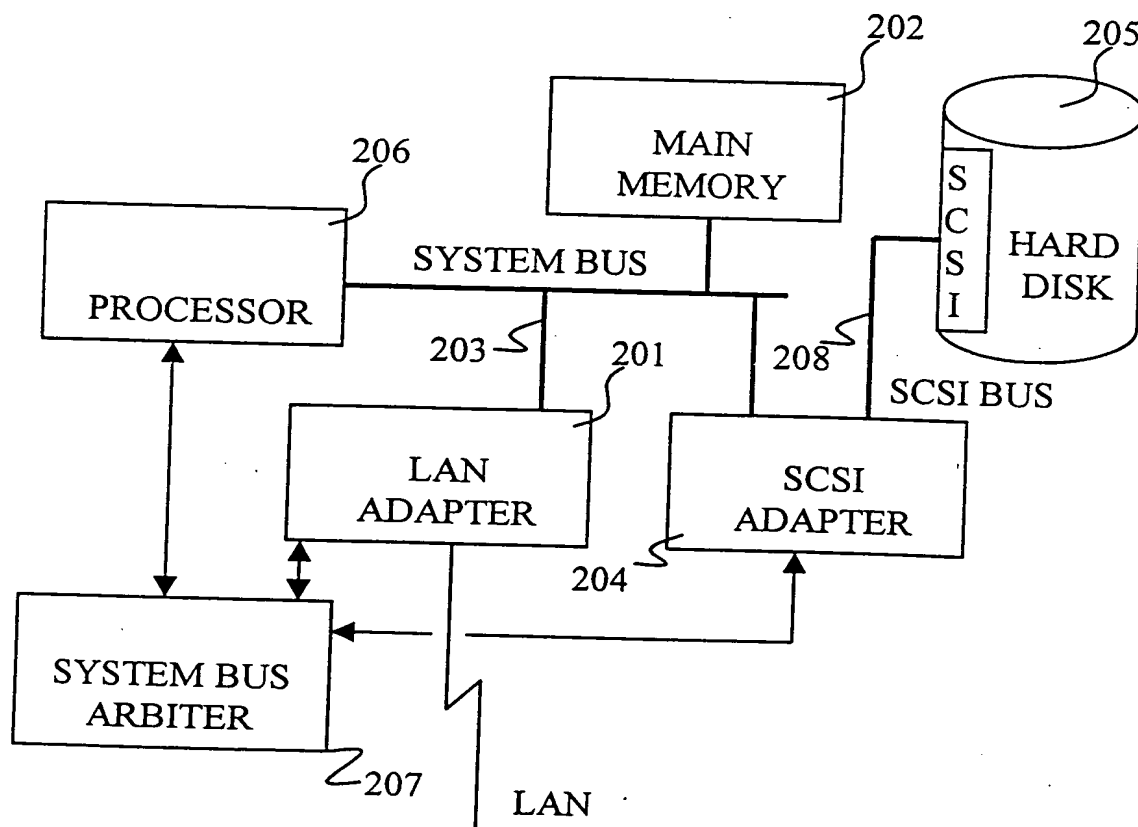 202
205
206
MAIN
MEMORY
SCSI
HARD
DISK
SYSTEM BUS
PROCESSOR
203
201
208
SCSI BUS
LAN
ADAPTER
SCSI
ADAPTER
204
SYSTEM BUS
ARBITER
207
LAN